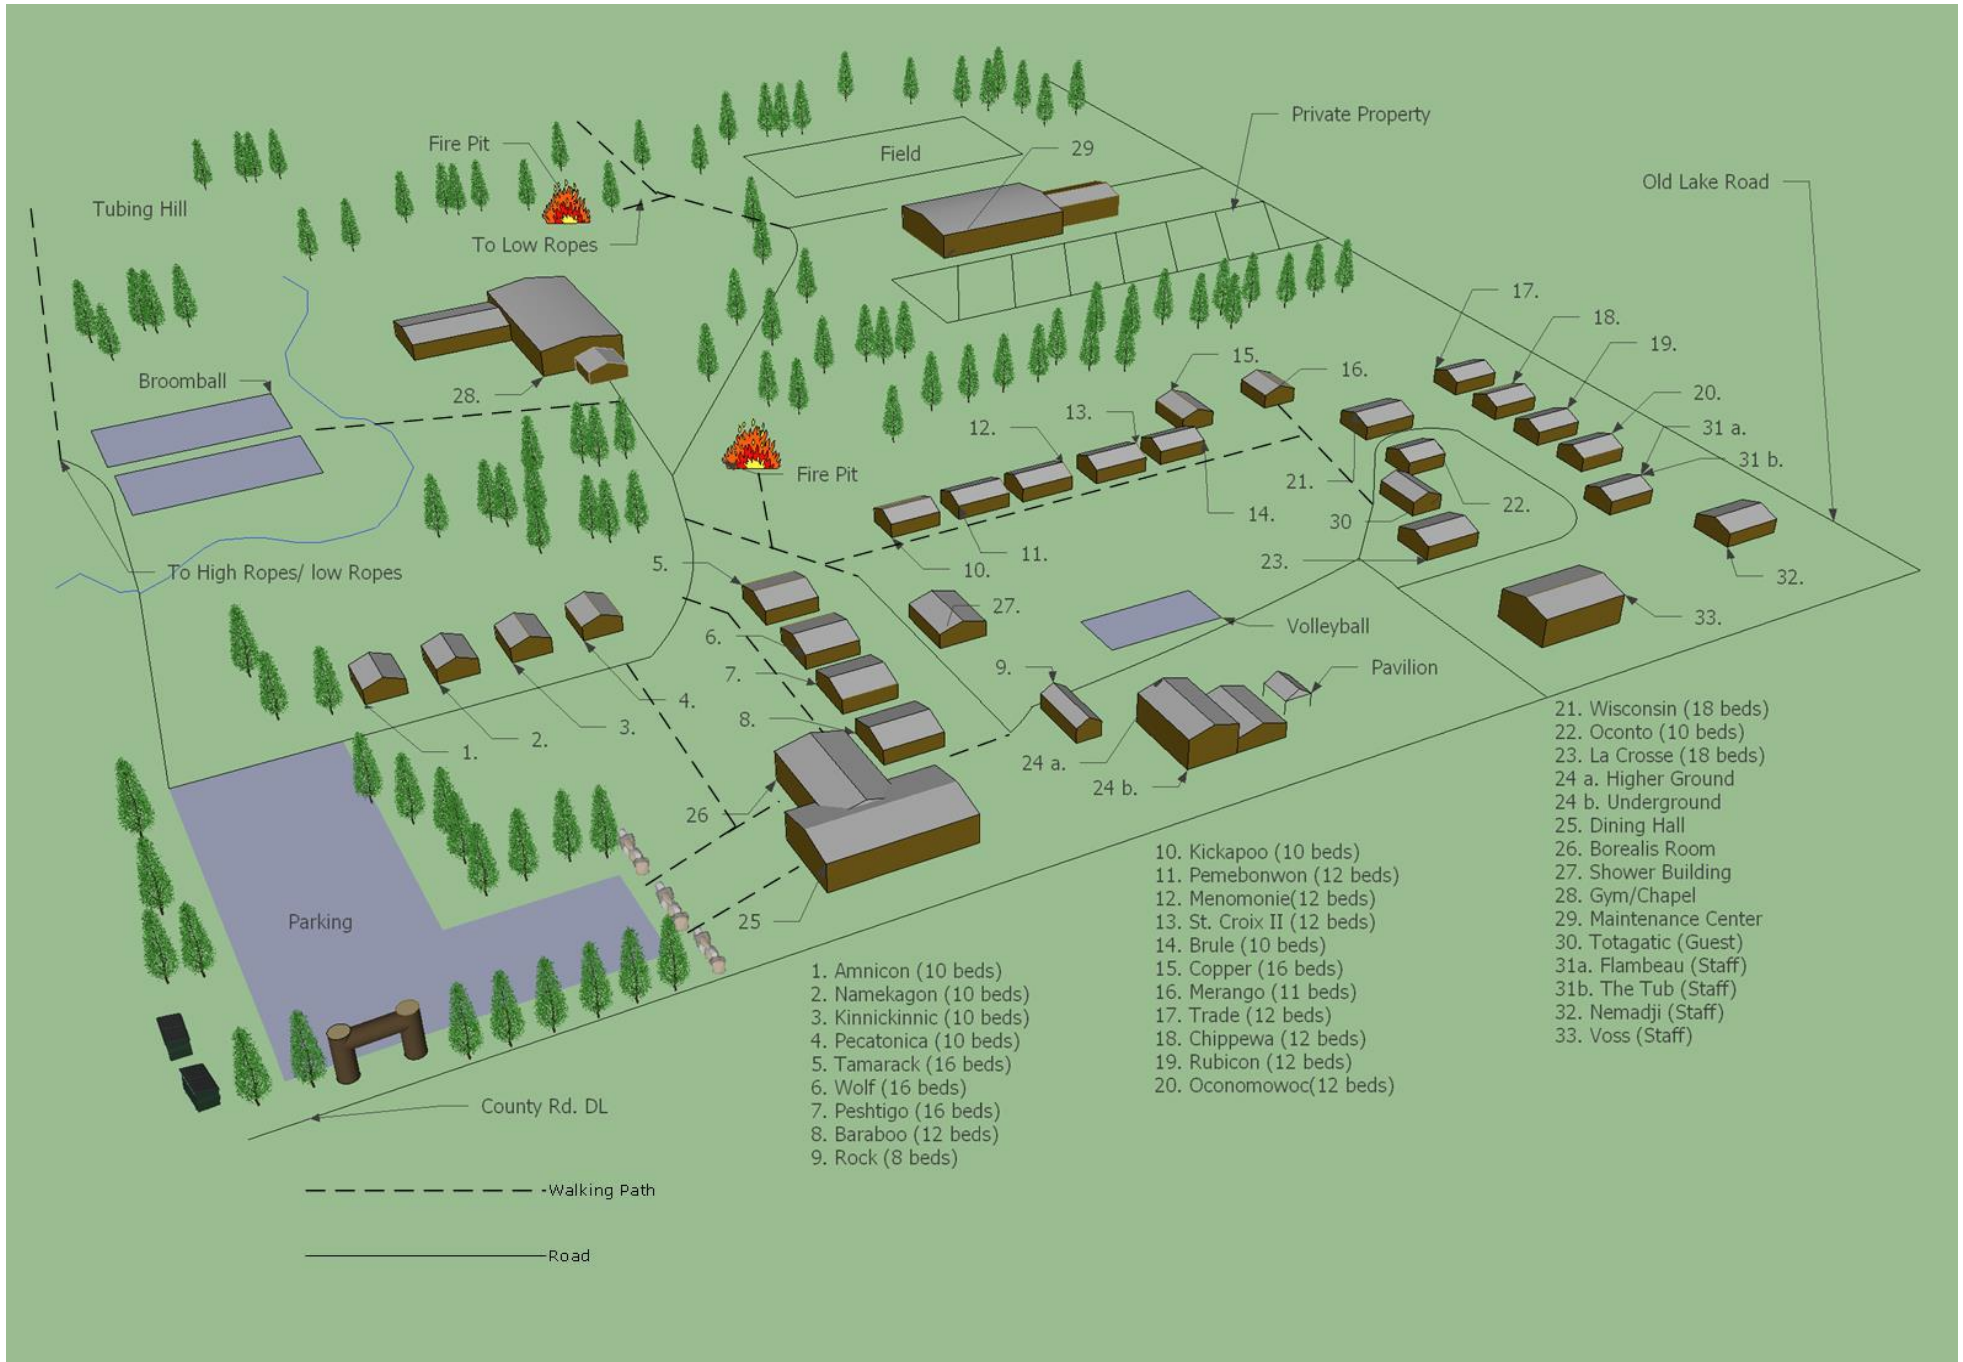 Private Property
Fire Pit
29
Field
Old Lake Road
Tubing Hill
To Low Ropes
17.
18.
19.
15.
16.
Broomball
28.
20.
13.
12.
31 a.
31 b.
Fire Pit
21.
22.
14.
30
11.
5.
To High Ropes/ low Ropes
10.
23.
32.
27.
33.
6.
Volleyball
9.
Pavilion
7.
4.
8.
3.
2.
1.
24 a.
24 b.
26
25
Parking
County Rd. DL
1. Amnicon (10 beds)
2. Namekagon (10 beds)
3. Kinnickinnic (10 beds)
4. Pecatonica (10 beds)
5. Tamarack (16 beds)
6. Wolf (16 beds)
7. Peshtigo (16 beds)
8. Baraboo (12 beds)
9. Rock (8 beds)
10. Kickapoo (10 beds)
11. Pemebonwon (12 beds)
12. Menomonie(12 beds)
13. St. Croix II (12 beds)
14. Brule (10 beds)
15. Copper (16 beds)
16. Merango (11 beds)
17. Trade (12 beds)
18. Chippewa (12 beds)
19. Rubicon (12 beds)
20. Oconomowoc(12 beds)
21. Wisconsin (18 beds)
22. Oconto (10 beds)
23. La Crosse (18 beds)
24 a. Higher Ground
24 b. Underground
25. Dining Hall
26. Borealis Room
27. Shower Building
28. Gym/Chapel
29. Maintenance Center
30. Totagatic (Guest)
31a. Flambeau (Staff)
31b. The Tub (Staff)
32. Nemadji (Staff)
33. Voss (Staff)
Walking Path
Road